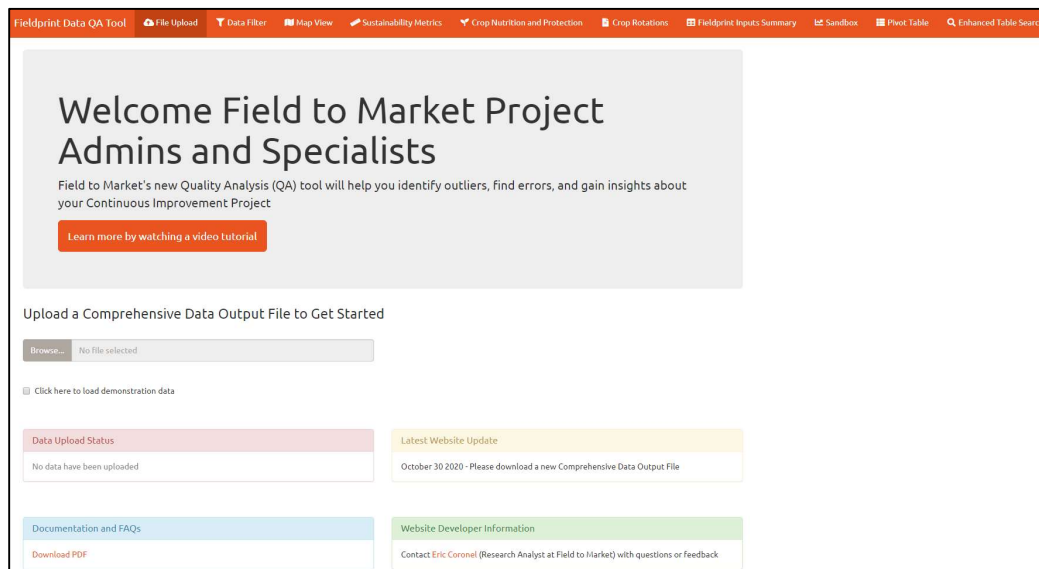 Fieldprint Data QA Tool File Upload Data Filter Map View Sustainability Metrics Crop Nutrition and Protection Crop Rotations Fieldprint Inputs Summary Sandbox Pivot Table Enhanced Table Searc
Welcome Field to Market Project
Admins and Specialists
Field to Market's new Quality Analysis (QA) tool will help you identify outliers, find errors, and gain insights about
your Continuous Improvement Project
Learn more by watching a video tutorial
Upload a Comprehensive Data Output File to Get Started
Browse... No file selected
Click here to load demonstration data
Data Upload Status
No data have been uploaded
Latest Website Update
October 30 2020 - Please download a new Comprehensive Data Output File
Documentation and FAQs
Download PDF
Website Developer Information
Contact Eric Coronel (Research Analyst at Field to Market) with questions or feedback